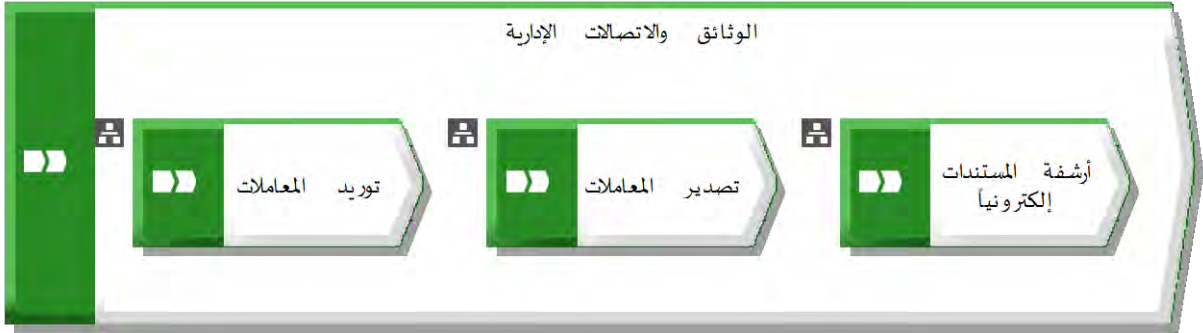 الوثائق والاتصالات الإدارية
توريد المعاملات
تصدير المعاملات
أرشفة المستندات
إلكترونياً